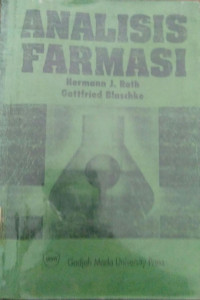 ANALISIS
FARMASI
Hermann J. Roth
Gottfried Blaschke
Gadjah Mada University Press